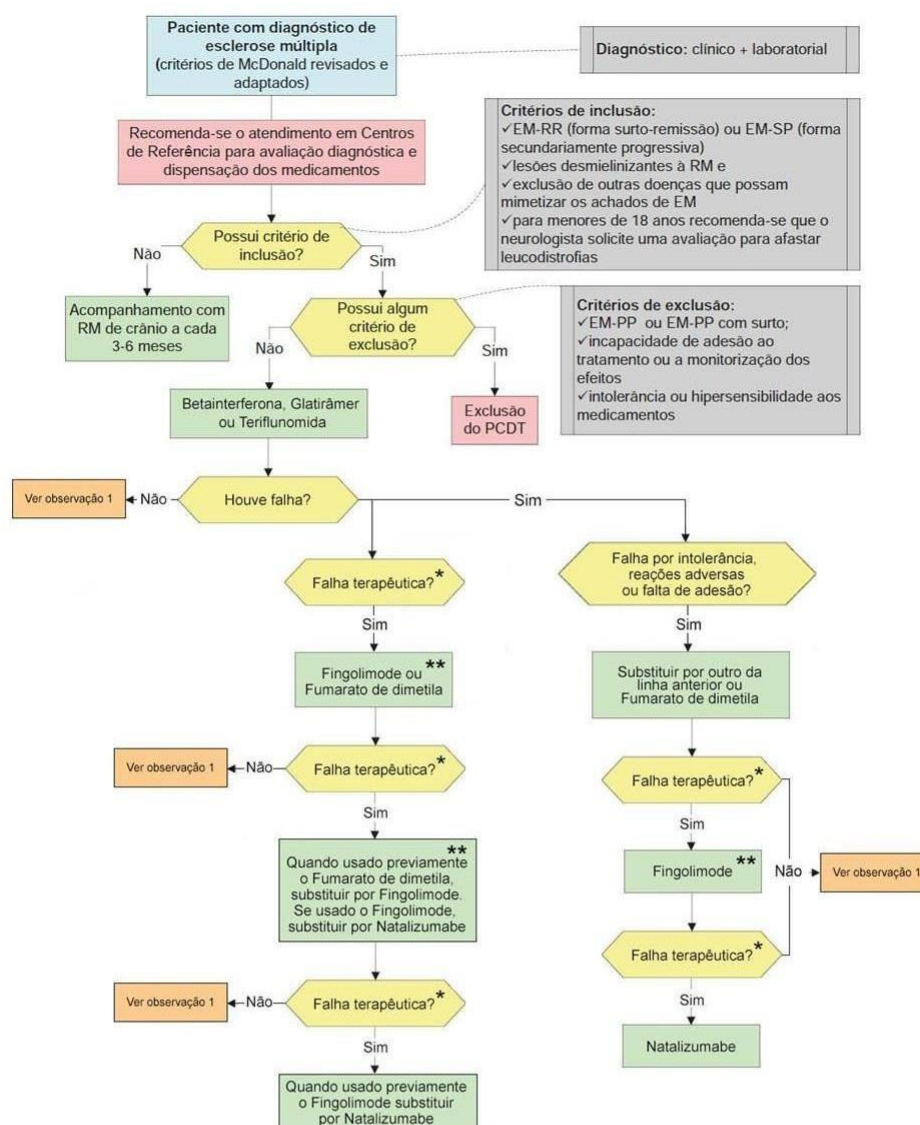 Paciente com diagnóstico de
esclerose múltipla
(critérios de McDonald revisados e
adaptados)
Diagnóstico: clínico + laboratorial
Recomenda-se o atendimento em Centros
de Referência para avaliação diagnóstica e
dispensação dos medicamentos
Critérios de inclusão:
✓EM-RR (forma surto-remissão) ou EM-SP (forma
secundariamente progressiva)
✓lesões desmielinizantes à RM e
✓exclusão de outras doenças que possam
mimetizar os achados de EM
✓para menores de 18 anos recomenda-se que o
neurologista solicite uma avaliação para afastar
leucodistrofias
Possui critério de
inclusão?
Não
Sim
Acompanhamento com
RM de crânio a cada
3-6 meses
Possui algum
critério de
exclusão?
Critérios de exclusão:
✓EM-PP ou EM-PP com surto;
✓incapacidade de adesão ao
tratamento ou a monitorização dos
efeitos
✓intolerância ou hipersensibilidade aos
medicamentos
Não
Sim
Betainterferona, Glatirâmer
ou Teriflunomida
Exclusão
do PCDT
Houve falha?
Não
Ver observação 1
Sim
Falha terapêutica?*
Falha por intolerância,
reações adversas
ou falta de adesão?
Sim
Sim
Fingolimode ou **
Fumarato de dimetila
Substituir por outro da
linha anterior ou
Fumarato de dimetila
Falha terapêutica?*
Não
Ver observação 1
Falha terapêutica?*
Sim
Sim
**
Quando usado previamente
o Fumarato de dimetila,
substituir por Fingolimode.
Se usado o Fingolimode,
substituir por Natalizumabe
Fingolimode **
Não
Ver observação 1
Falha terapêutica?*
Falha terapêutica?*
Não
Ver observação 1
Sim
Sim
Quando usado previamente
o Fingolimode substituir
por Natalizumabe
Natalizumabe